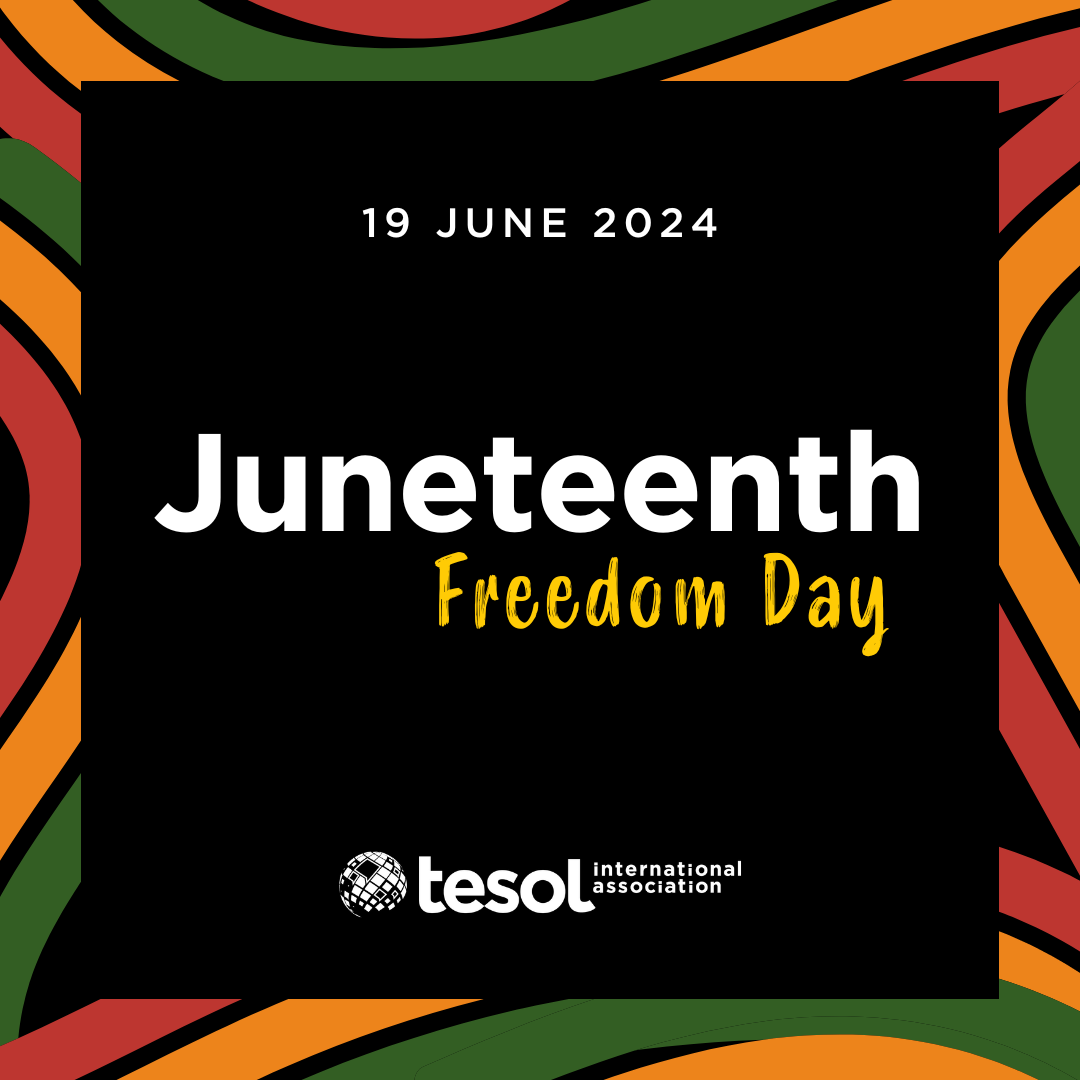 19 JUNE 2024
Juneteenth
Freedom Day
tesol international
association